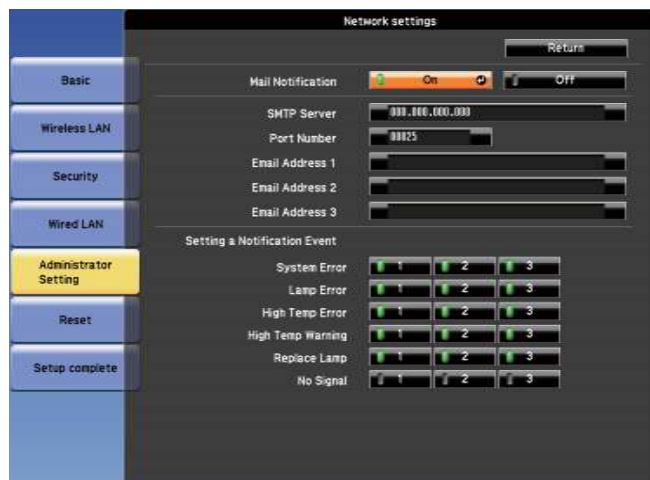 Network settings
Return
Basic
Wireless LAN
Security
Wired LAN
Administrator
Setting
Reset
Setup complete
Mail Notification On Off
SMTP Server 000.000.000.000
Port Number 00025
Email Address 1
Email Address 2
Email Address 3
Setting a Notification Event
System Error 1 2 3
Lamp Error 1 2 3
High Temp Error 1 2 3
High Temp Warning 1 2 3
Replace Lamp 1 2 3
No Signal 1 2 3